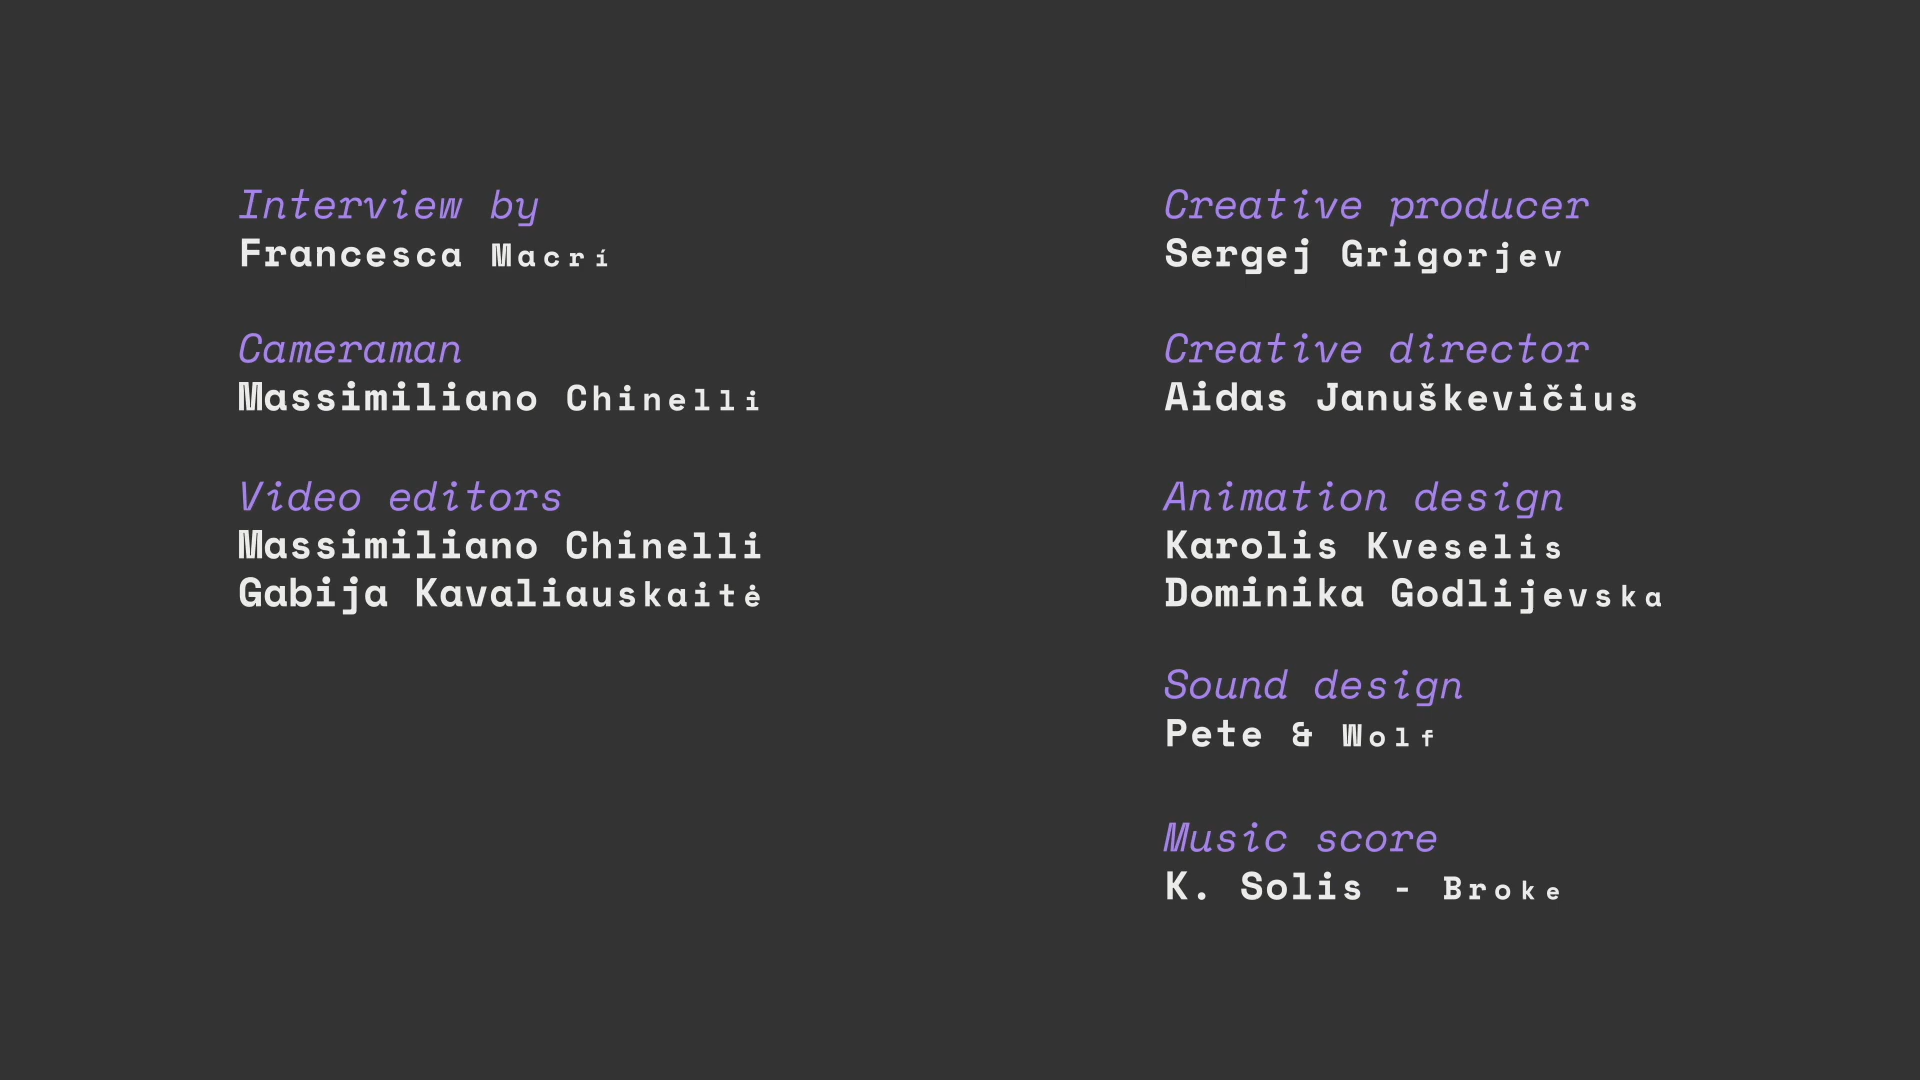 Interview by
Francesca Macrí
Cameraman
Massimiliano Chinelli
Video editors
Massimiliano Chinelli
Gabija Kavaliauskaitė
Creative producer
Sergej Grigorjev
Creative director
Aidas Januškevičius
Animation design
Karolis Kveselis
Dominika Godlijevska
Sound design
Pete & Wolf
Music score
K. Solis - Broke